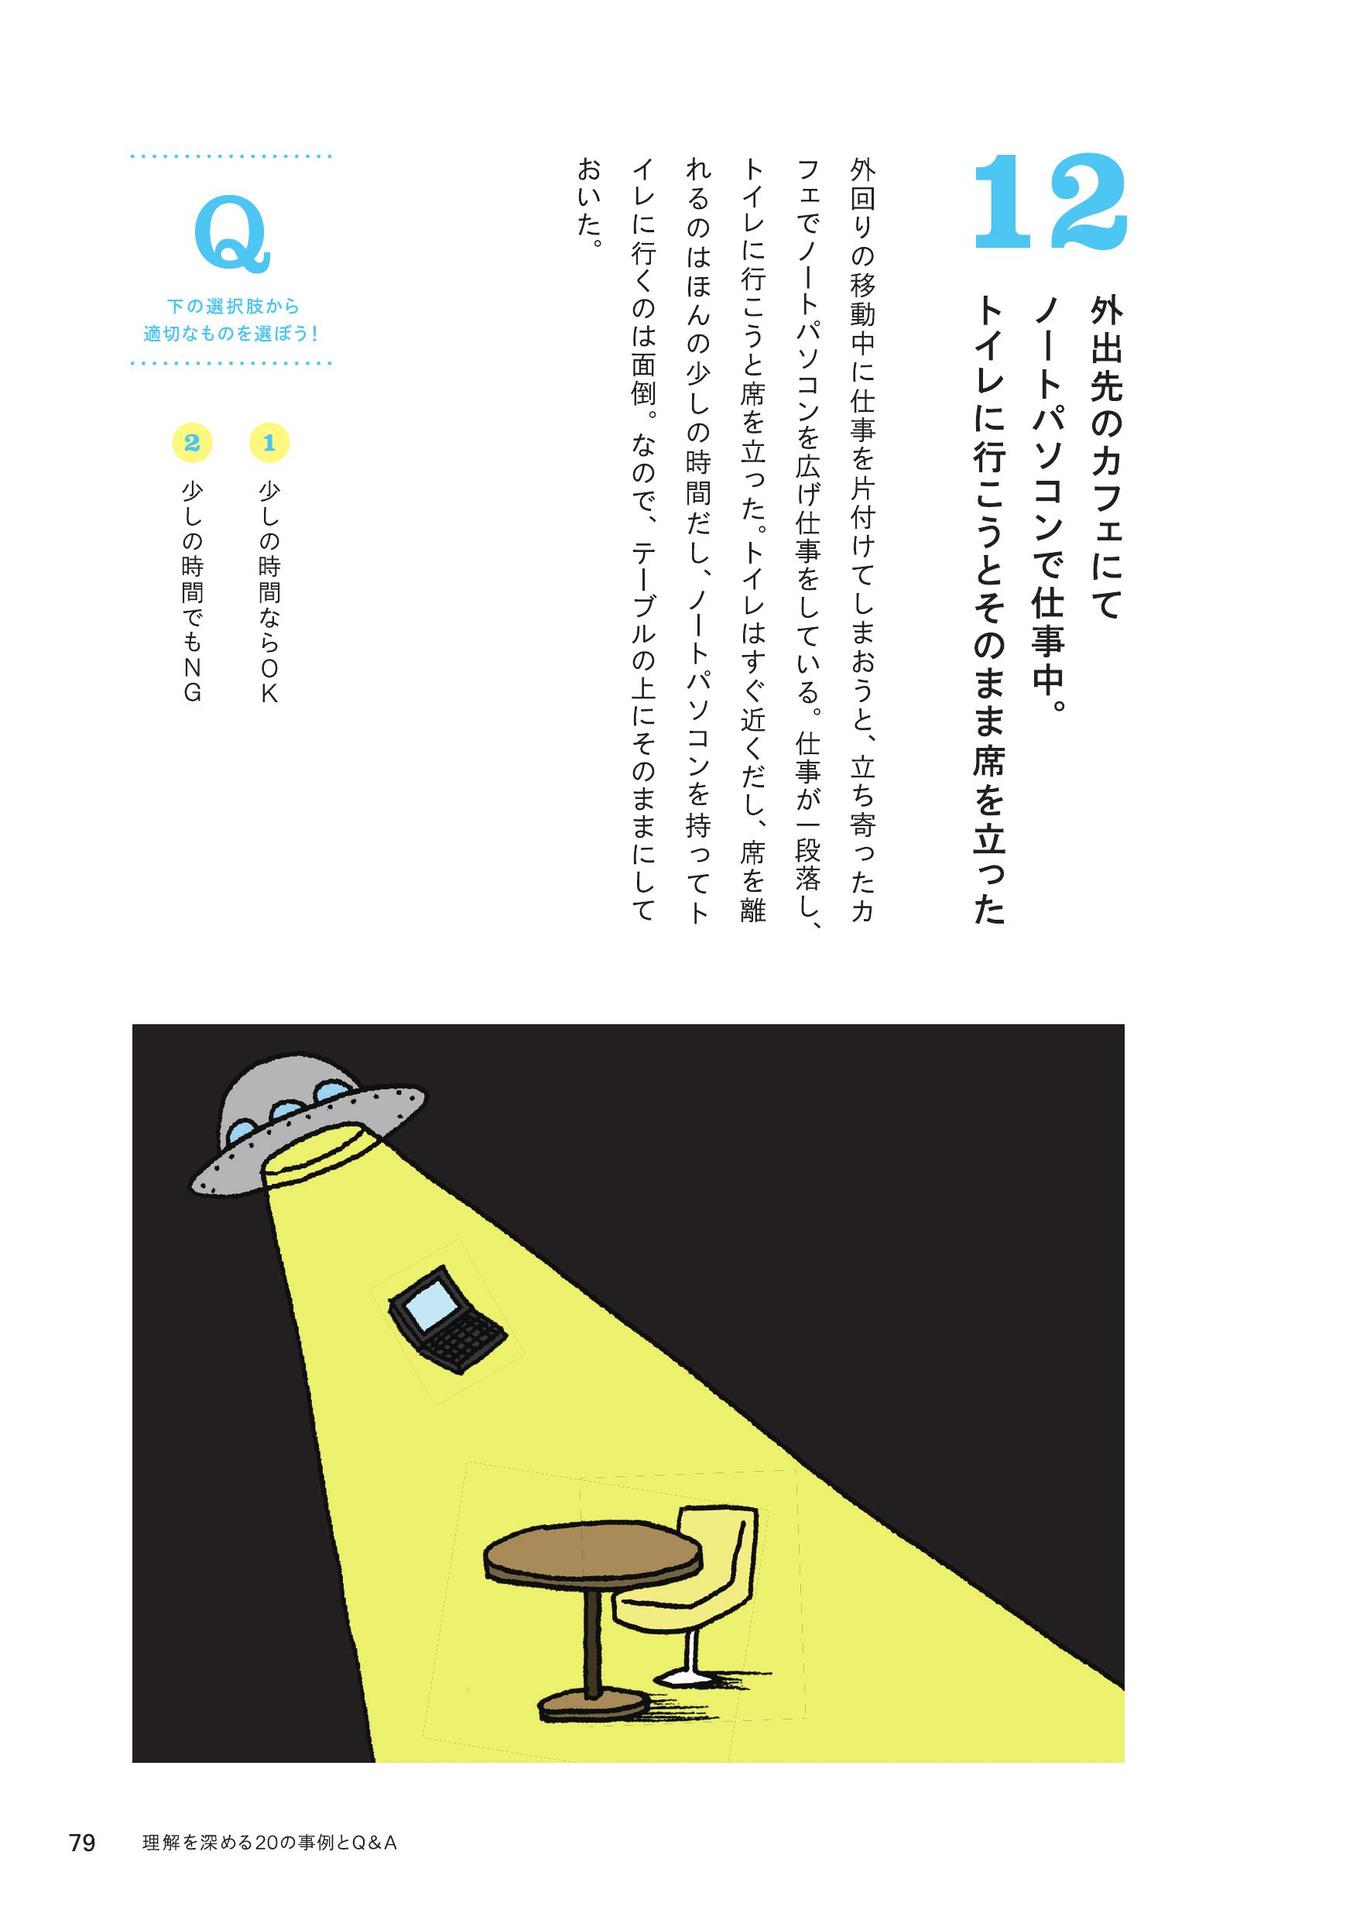 12
外出先のカフェにて
ノートパソコンで仕事中。
トイレに行こうとそのまま席を立った
外回りの移動中に仕事を片付けてしまおうと、立ち寄ったカ
フェでノートパソコンを広げ仕事をしている。仕事が一段落し、
トイレに行こうと席を立った。トイレはすぐ近くだし、席を離
れるのはほんの少しの時間だし、ノートパソコンを持ってト
イレに行くのは面倒。なので、テーブルの上にそのままにして
おいた。
Q
下の選択肢から
適切なものを選ぼう！
1 少しの時間ならOK
2 少しの時間でもNG
79 理解を深める20の事例とQ&A